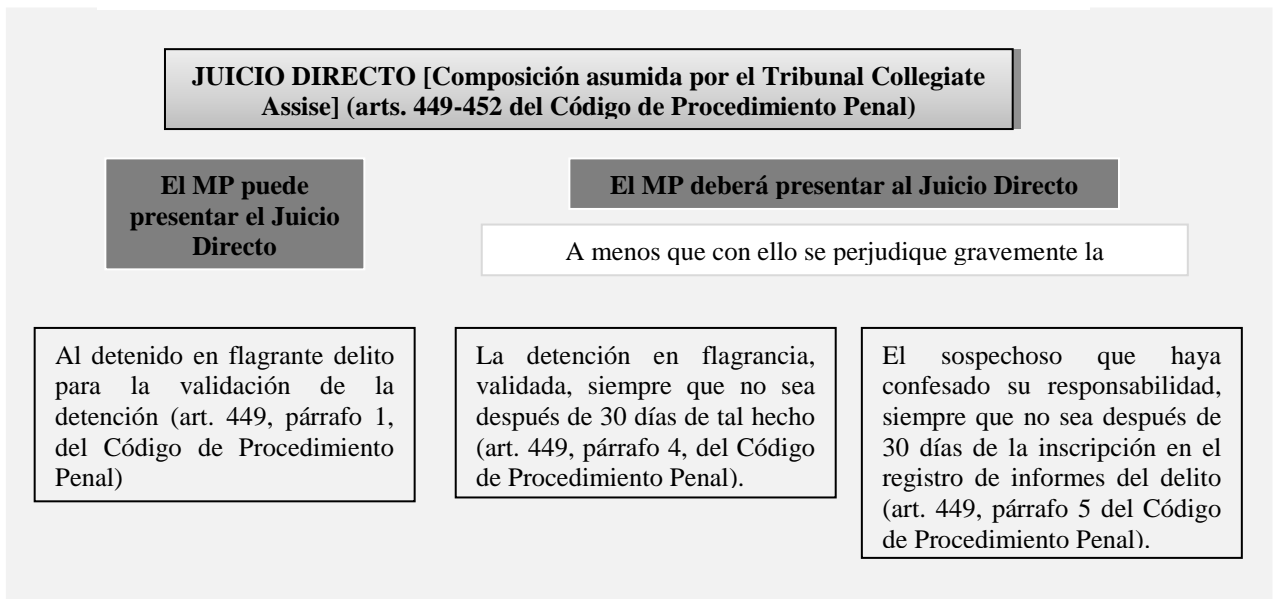 JUICIO DIRECTO [Composición asumida por el Tribunal Collegiate
Assise] (arts. 449-452 del Código de Procedimiento Penal)
El MP puede
presentar el Juicio
Directo
El MP deberá presentar al Juicio Directo
A menos que con ello se perjudique gravemente la
Al detenido en flagrante delito
para la validación de la
detención (art. 449, párrafo 1,
del Código de Procedimiento
Penal)
La detención en flagrancia,
validada, siempre que no sea
después de 30 días de tal hecho
(art. 449, párrafo 4, del Código
de Procedimiento Penal).
El sospechoso que haya
confesado su responsabilidad,
siempre que no sea después de
30 días de la inscripción en el
registro de informes del delito
(art. 449, párrafo 5 del Código
de Procedimiento Penal).